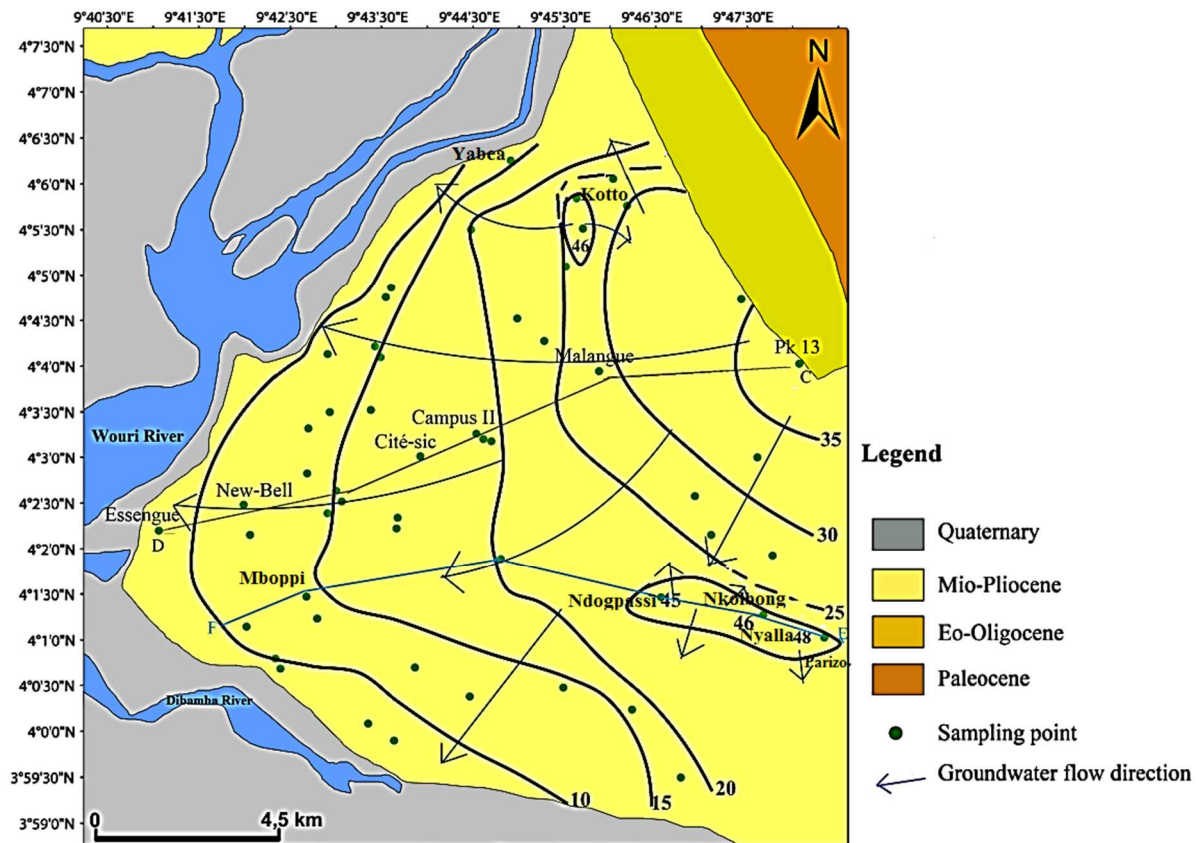 9°40'30"E 9°41'30"E 9°42'30"E 9°43'30"E 9°44'30"E 9°45'30"E 9°46'30"E 9°47'30"E
4°7'30"N
4°7'0"N
4°6'30"N
4°6'0"N
4°5'30"N
4°5'0"N
4°4'30"N
4°4'0"N
4°3'30"N
4°3'0"N
4°2'30"N
4°2'0"N
4°1'30"N
4°1'0"N
4°0'30"N
4°0'0"N
3°59'30"N
3°59'0"N
N
Yabea
Kotto
46
Malangue
Pk 13
C
Campus II
Cité-sic
35
Wouri River
New-Bell
Essengue
D
30
Mboppi
Ndogpassi 45
Nkolbong
25
46
Nyalla 48
E
F
Parizo
Dibamha River
10
15
20
0 4,5 km
Legend
Quaternary
Mio-Pliocene
Eo-Oligocene
Paleocene
Sampling point
Groundwater flow direction